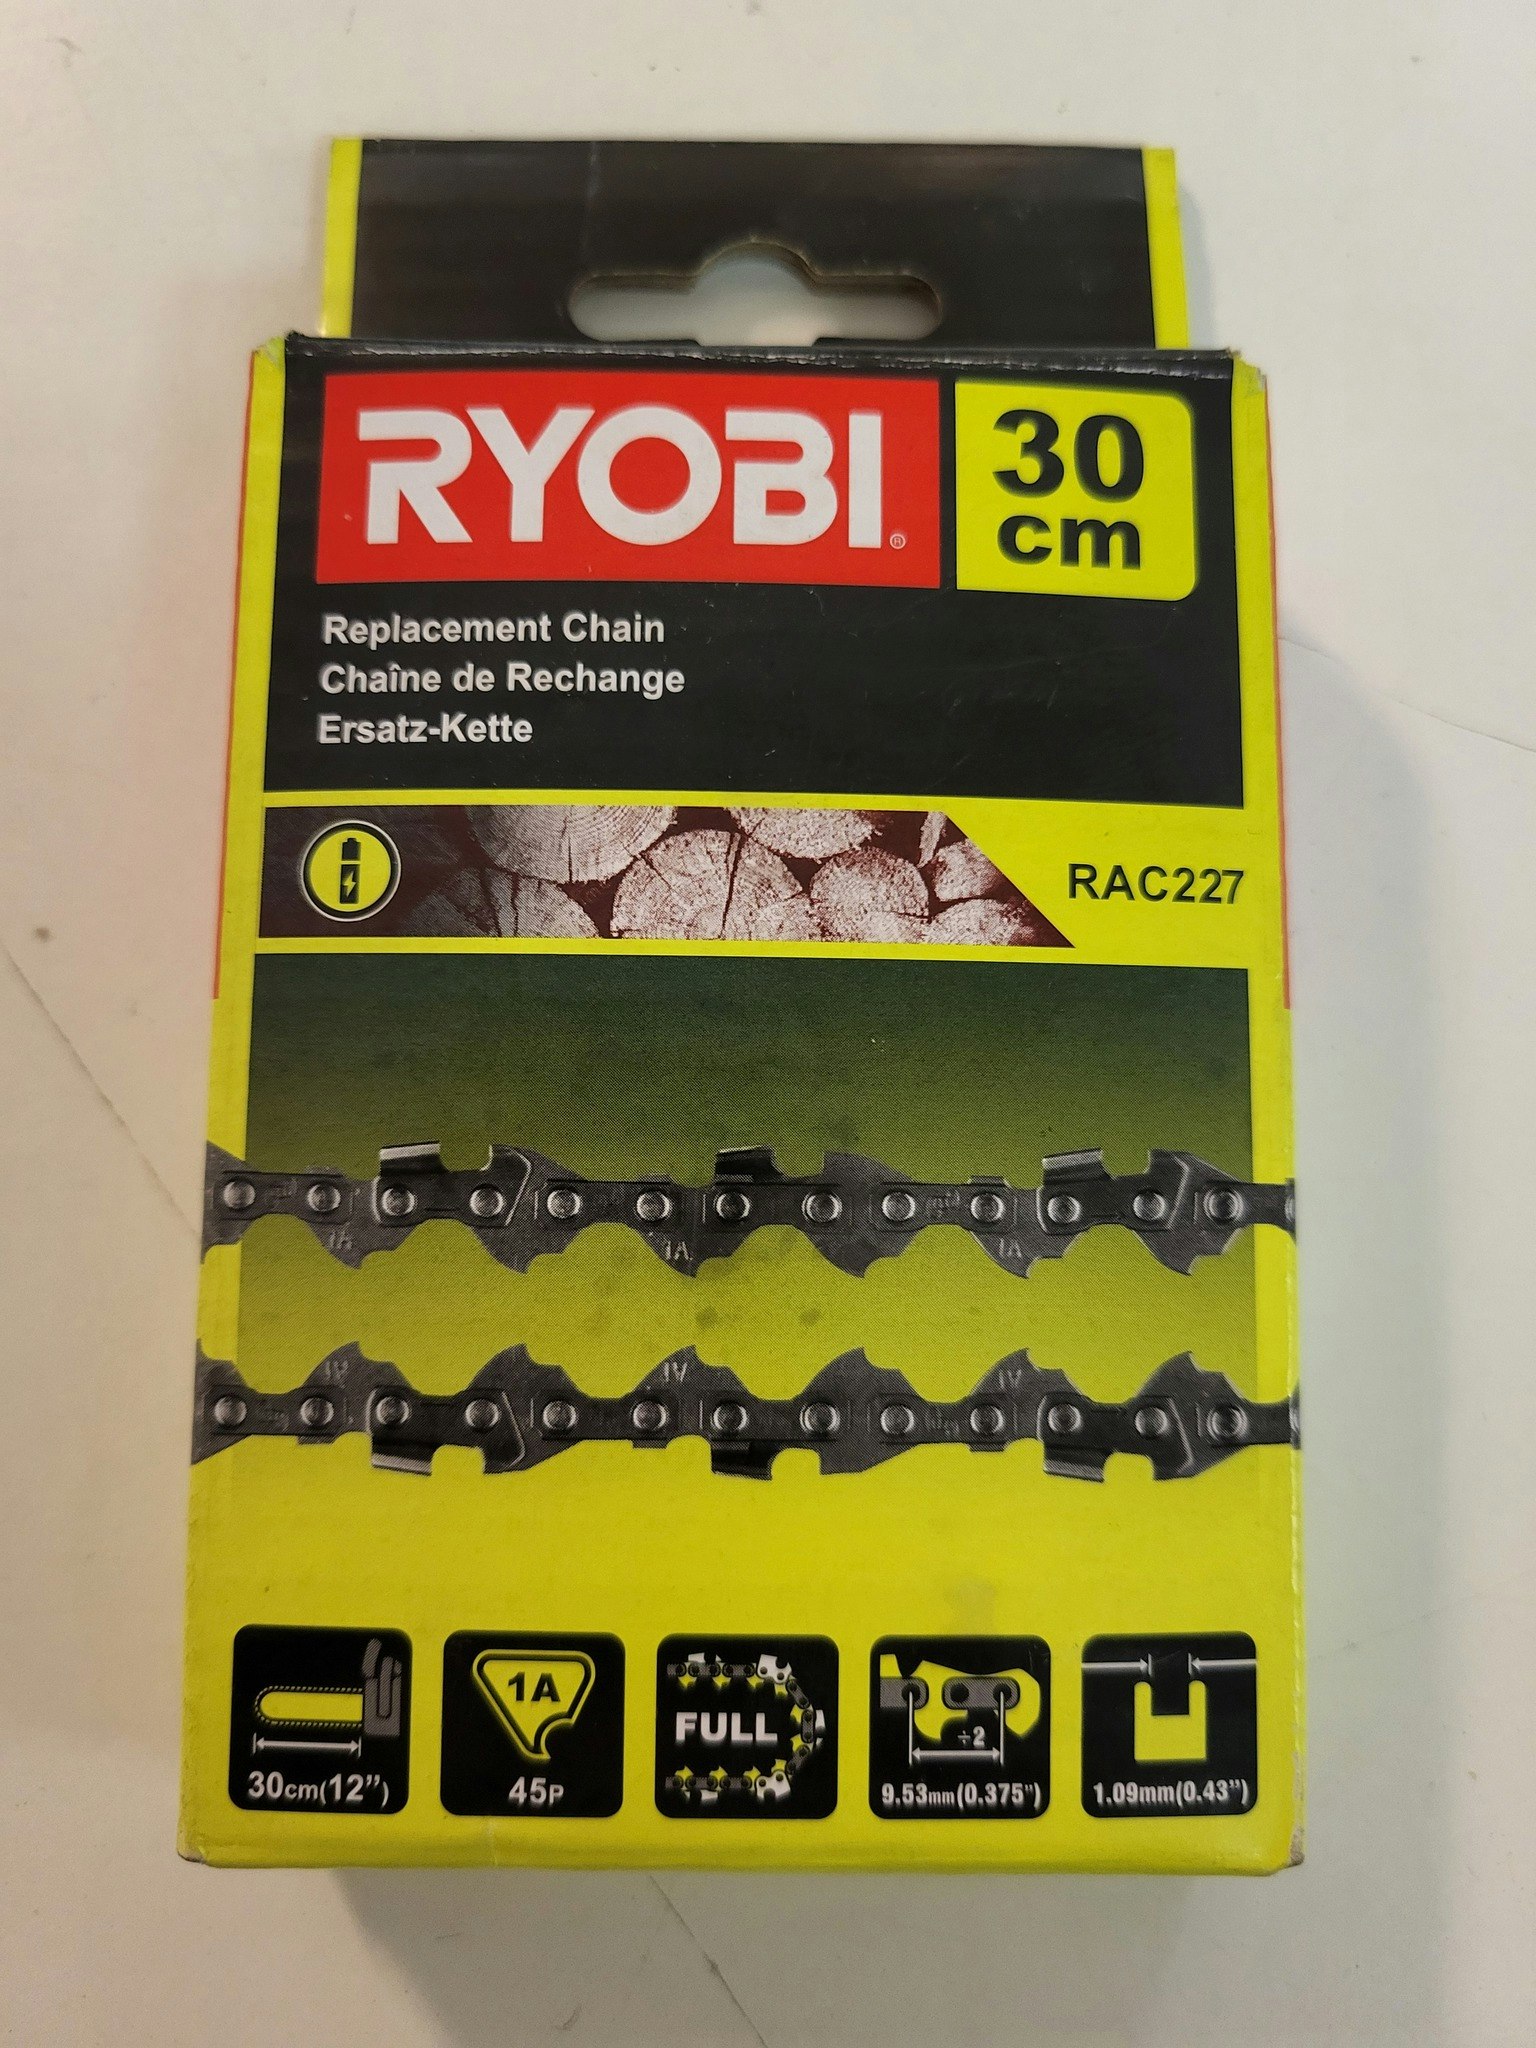 RYOBI®
30
cm
Replacement Chain
Chaîne de Rechange
Ersatz-Kette
RAC227
1A
1A
1A
1A
1A
1A
30cm(12”)
1A
45P
FULL
÷2
9.53mm(0.375”)
1.09mm(0.43”)